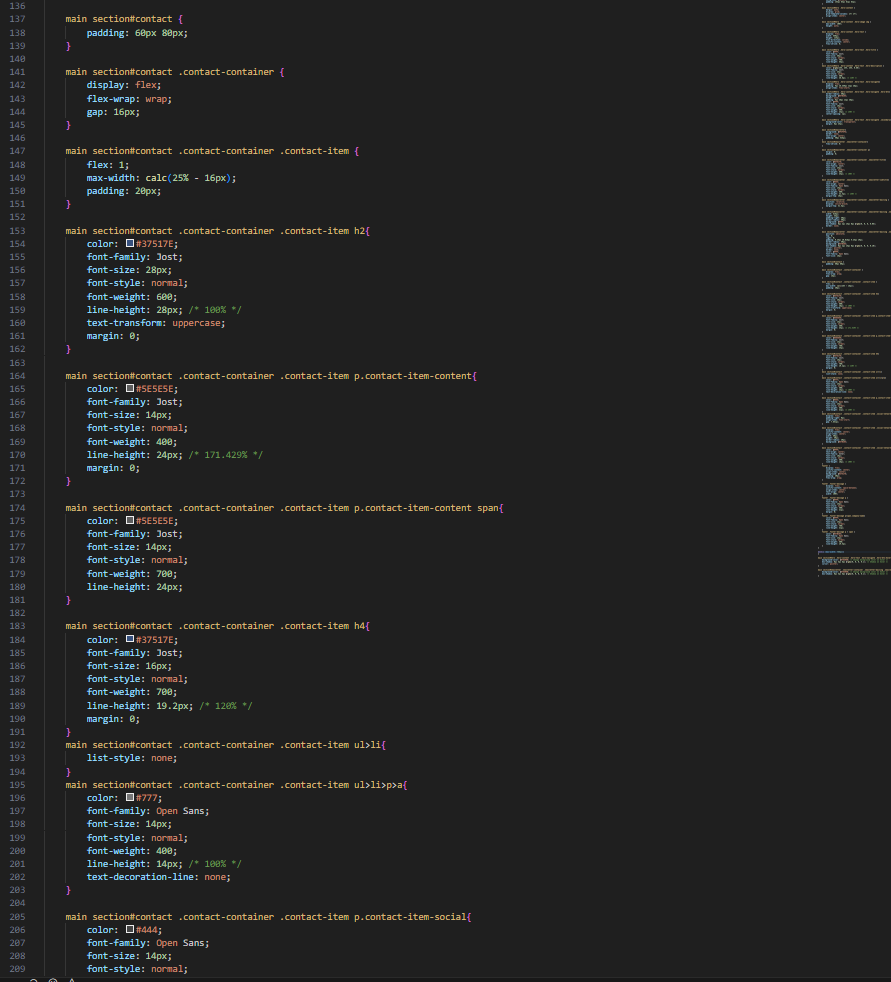 136
137 main section#contact {
138 padding: 60px 80px;
139 }
140
141 main section#contact .contact-container {
142 display: flex;
143 flex-wrap: wrap;
144 gap: 16px;
145 }
146
147 main section#contact .contact-container .contact-item {
148 flex: 1;
149 max-width: calc(25% - 16px);
150 padding: 20px;
151 }
152
153 main section#contact .contact-container .contact-item h2{
154 color: #37517E;
155 font-family: Jost;
156 font-size: 28px;
157 font-style: normal;
158 font-weight: 600;
159 line-height: 28px; /* 100% */
160 text-transform: uppercase;
161 margin: 0;
162 }
163
164 main section#contact .contact-container .contact-item p.contact-item-content{
165 color: #5E5E5E;
166 font-family: Jost;
167 font-size: 14px;
168 font-style: normal;
169 font-weight: 400;
170 line-height: 24px; /* 171.429% */
171 margin: 0;
172 }
173
174 main section#contact .contact-container .contact-item p.contact-item-content span{
175 color: #5E5E5E;
176 font-family: Jost;
177 font-size: 14px;
178 font-style: normal;
179 font-weight: 700;
180 line-height: 24px;
181 }
182
183 main section#contact .contact-container .contact-item h4{
184 color: #37517E;
185 font-family: Jost;
186 font-size: 16px;
187 font-style: normal;
188 font-weight: 700;
189 line-height: 19.2px; /* 120% */
190 margin: 0;
191 }
192 main section#contact .contact-container .contact-item ul>li{
193 list-style: none;
194 }
195 main section#contact .contact-container .contact-item ul>li>p>a{
196 color: #777;
197 font-family: Open Sans;
198 font-size: 14px;
199 font-style: normal;
200 font-weight: 400;
201 line-height: 14px; /* 100% */
202 text-decoration-line: none;
203 }
204
205 main section#contact .contact-container .contact-item p.contact-item-social{
206 color: #444;
207 font-family: Open Sans;
208 font-size: 14px;
209 font-style: normal;